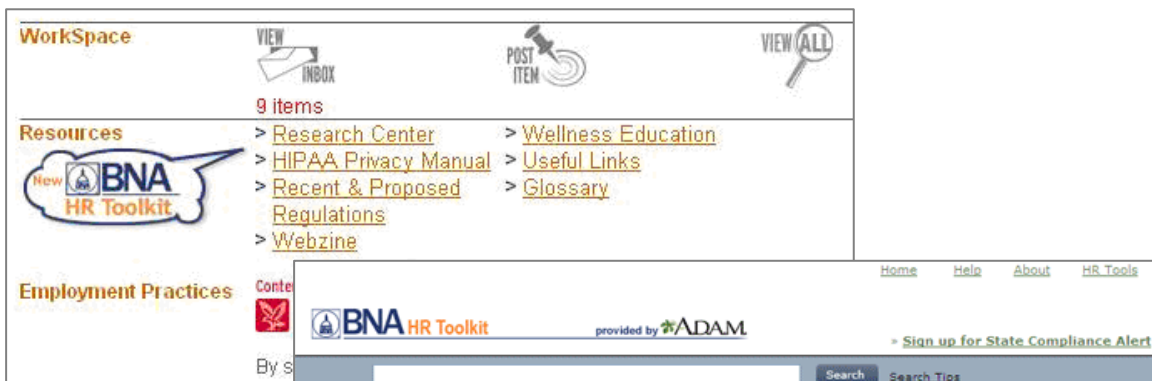 WorkSpace
VIEW INBOX
POST ITEM
VIEW ALL
9 items
Resources
New BNA
HR Toolkit
> Research Center
> HIPAA Privacy Manual
> Recent & Proposed
Regulations
> Webzine
> Wellness Education
> Useful Links
> Glossary
Employment Practices
Conte
By s
Home Help About HR Tools
BNA HR Toolkit provided by ADAM
» Sign up for State Compliance Alert
Search Search Tips